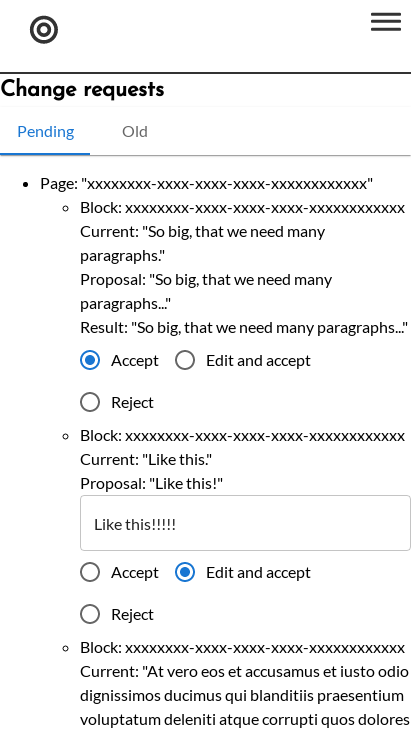 Change requests
Pending Old
Page: "xxxxxxxx-xxxx-xxxx-xxxx-xxxxxxxxxxxx"
Block: xxxxxxxx-xxxx-xxxx-xxxx-xxxxxxxxxxxx
Current: "So big, that we need many
paragraphs."
Proposal: "So big, that we need many
paragraphs..."
Result: "So big, that we need many paragraphs..."
Accept Edit and accept
Reject
Block: xxxxxxxx-xxxx-xxxx-xxxx-xxxxxxxxxxxx
Current: "Like this."
Proposal: "Like this!"
Like this!!!!!
Accept Edit and accept
Reject
Block: xxxxxxxx-xxxx-xxxx-xxxx-xxxxxxxxxxxx
Current: "At vero eos et accusamus et iusto odio
dignissimos ducimus qui blanditiis praesentium
voluptatum deleniti atque corrupti quos dolores